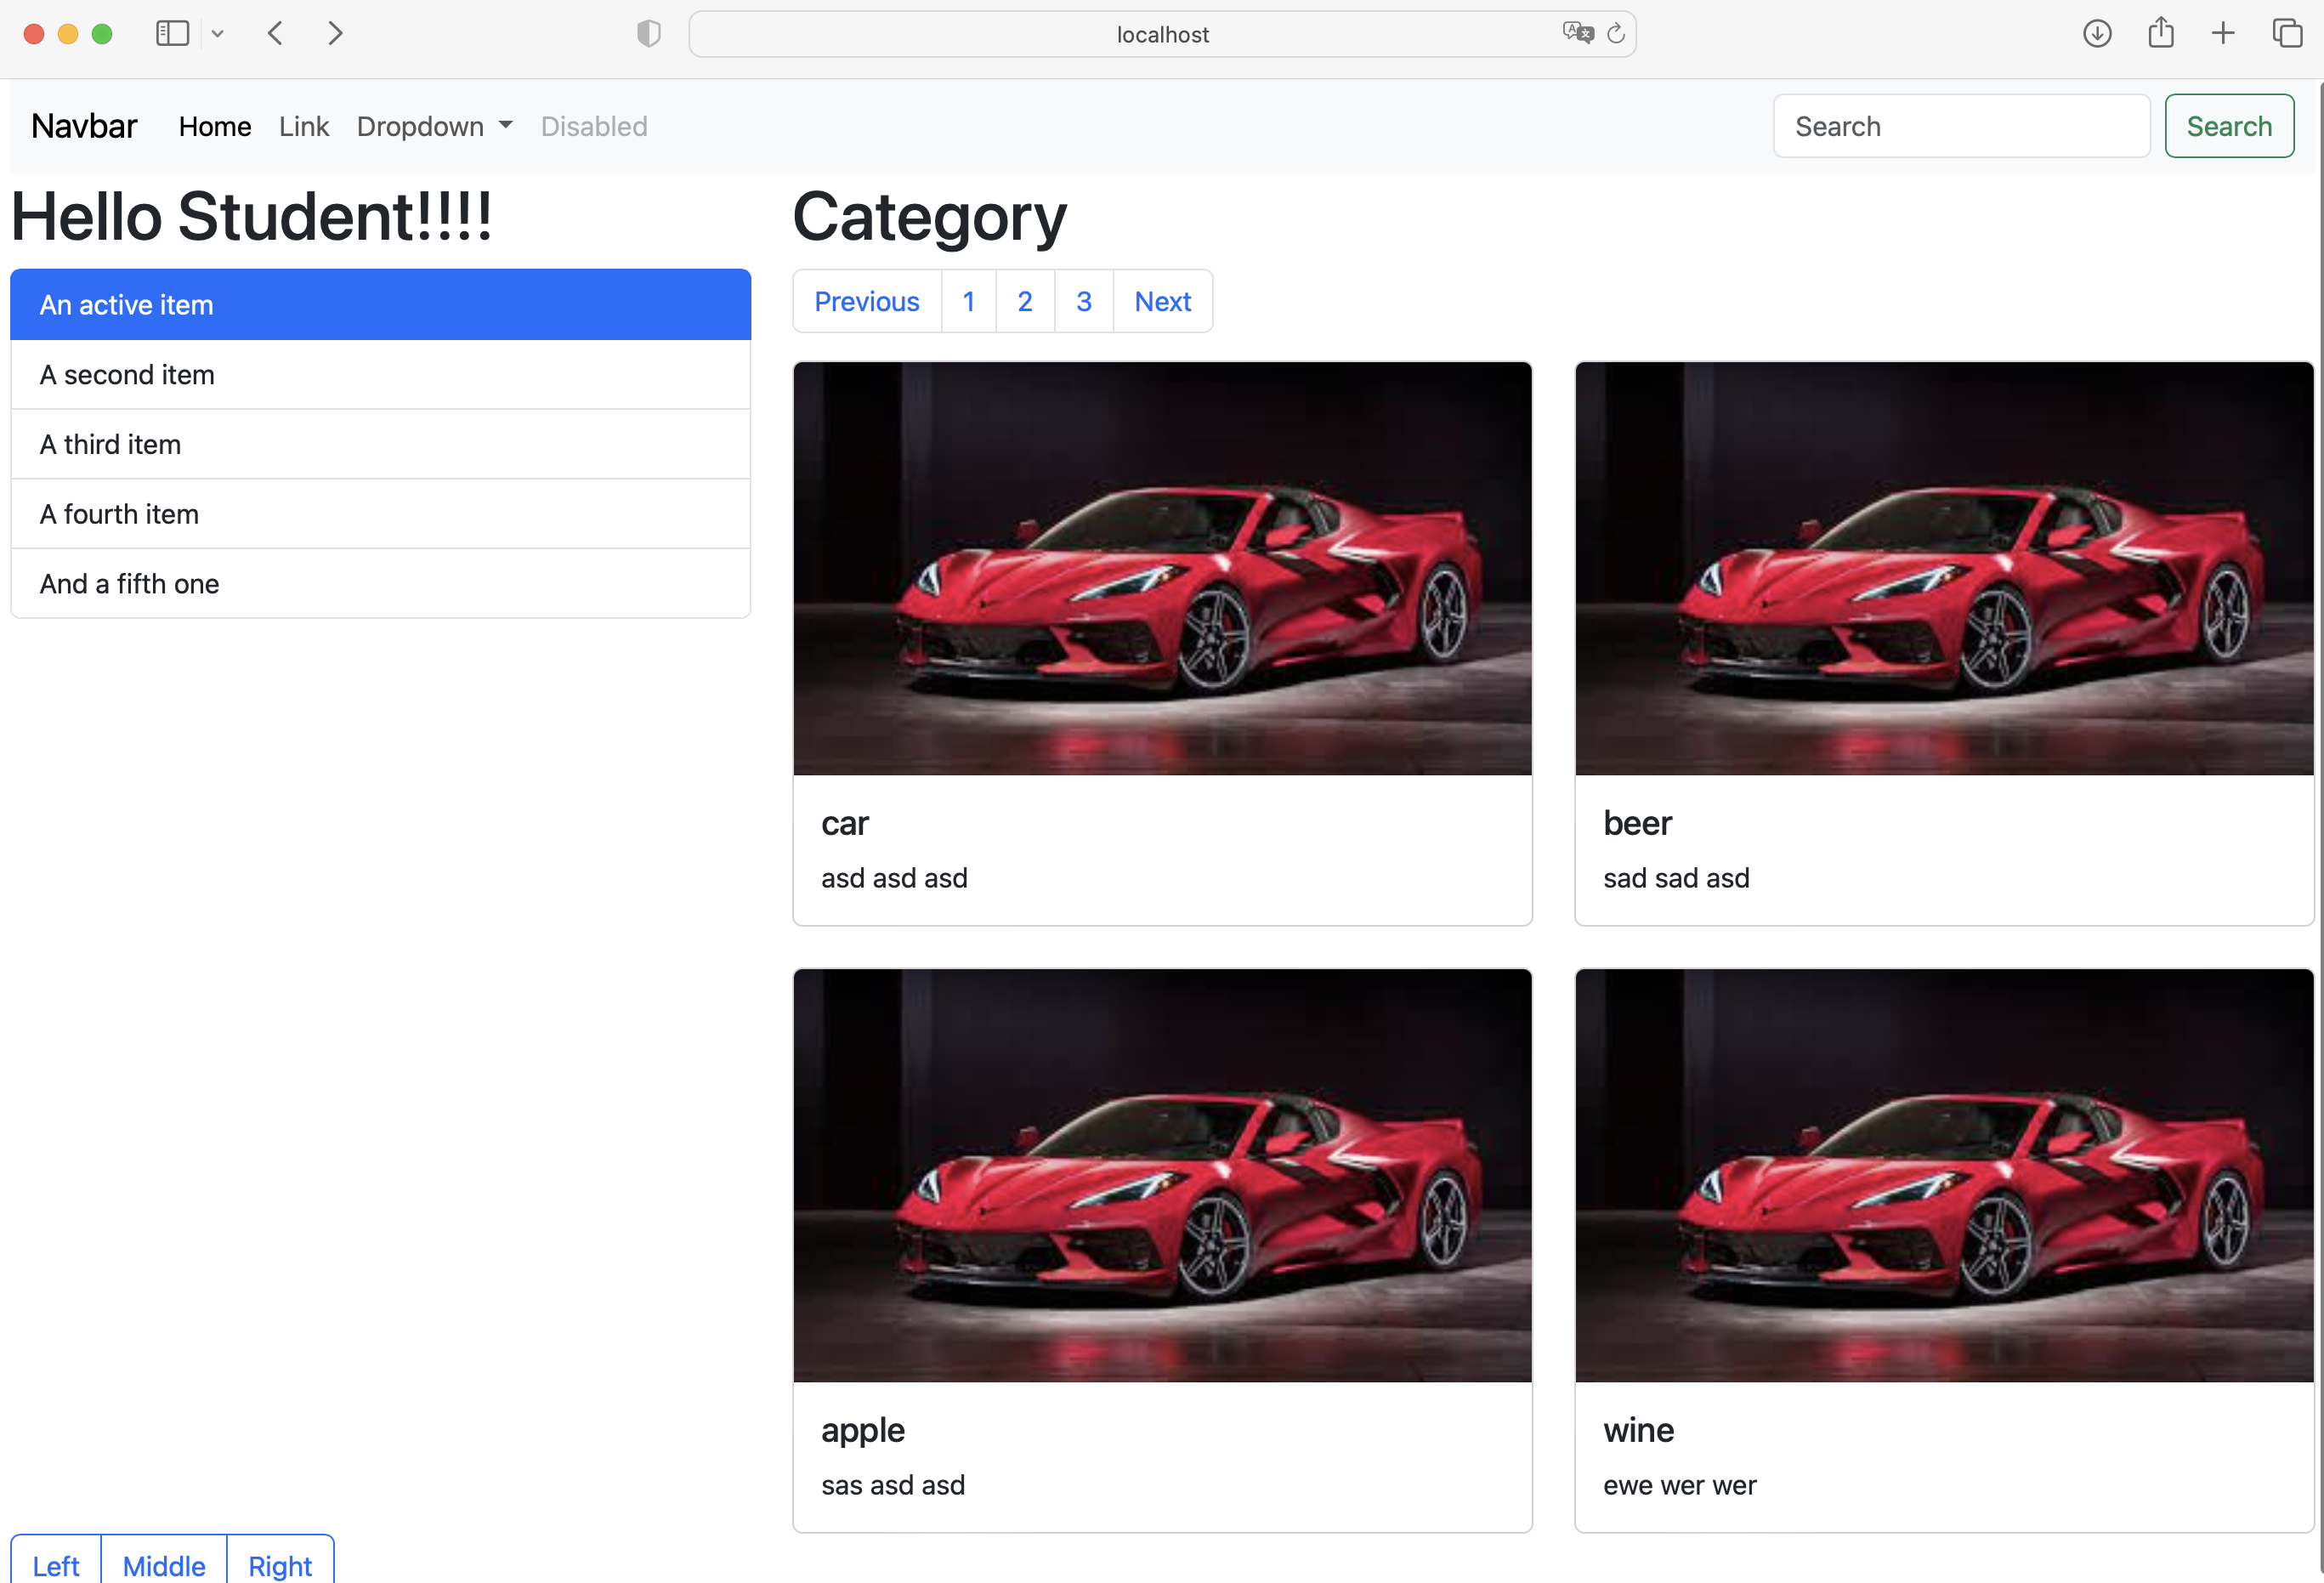 localhost
Navbar Home Link Dropdown Disabled Search Search
Hello Student!!!!
An active item
A second item
A third item
A fourth item
And a fifth one
Category
Previous 1 2 3 Next
car
asd asd asd
beer
sad sad asd
apple
sas asd asd
wine
ewe wer wer
Left Middle Right